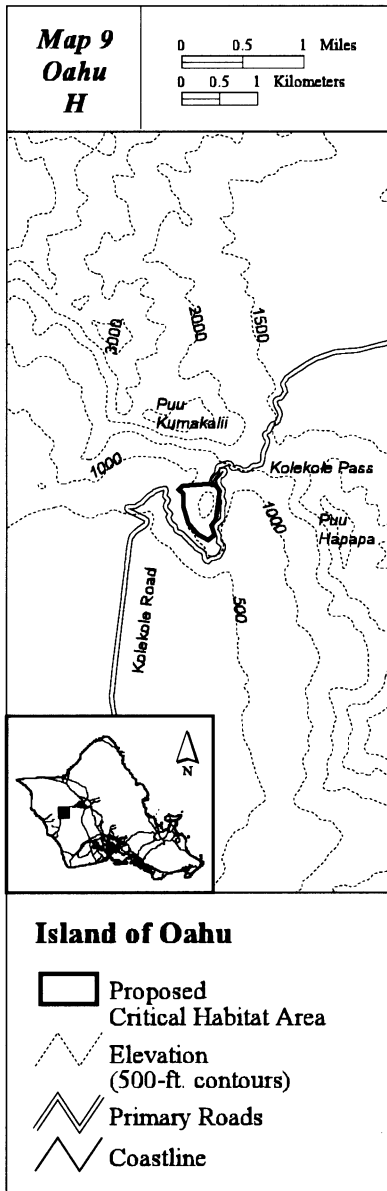 Map 9
Oahu
H
0 0.5 1 Miles
0 0.5 1 Kilometers
3000
2000
1500
Puu
Kumakalii
1000
Kolekole Pass
1000
Puu
Hapapa
500
Kolekole Road
N
Island of Oahu
Proposed
Critical Habitat Area
Elevation
(500-ft. contours)
Primary Roads
Coastline